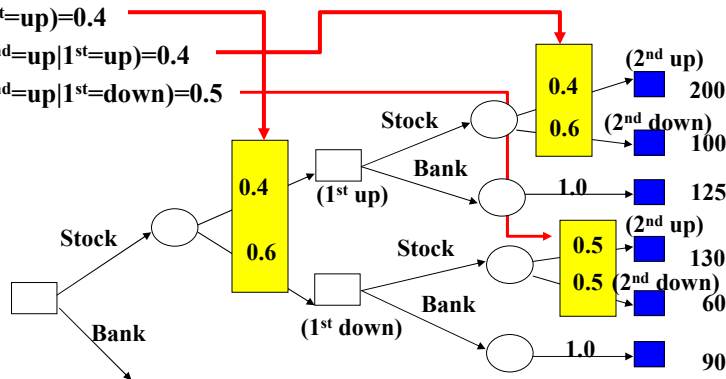 st=up)=0.4
nd=up|1st=up)=0.4
nd=up|1st=down)=0.5
(2nd up)
0.4
200
Stock
0.6
(2nd down)
100
Bank
1.0
125
0.4
(1st up)
(2nd up)
Stock
0.6
Stock
0.5
130
0.5
(2nd down)
Bank
60
(1st down)
Bank
1.0
90